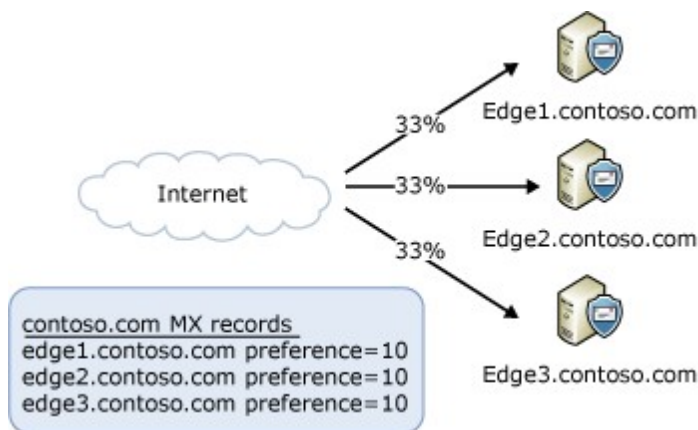 33%
Edge1.contoso.com
Internet
33%
Edge2.contoso.com
33%
Edge3.contoso.com
contoso.com MX records
edge1.contoso.com preference=10
edge2.contoso.com preference=10
edge3.contoso.com preference=10